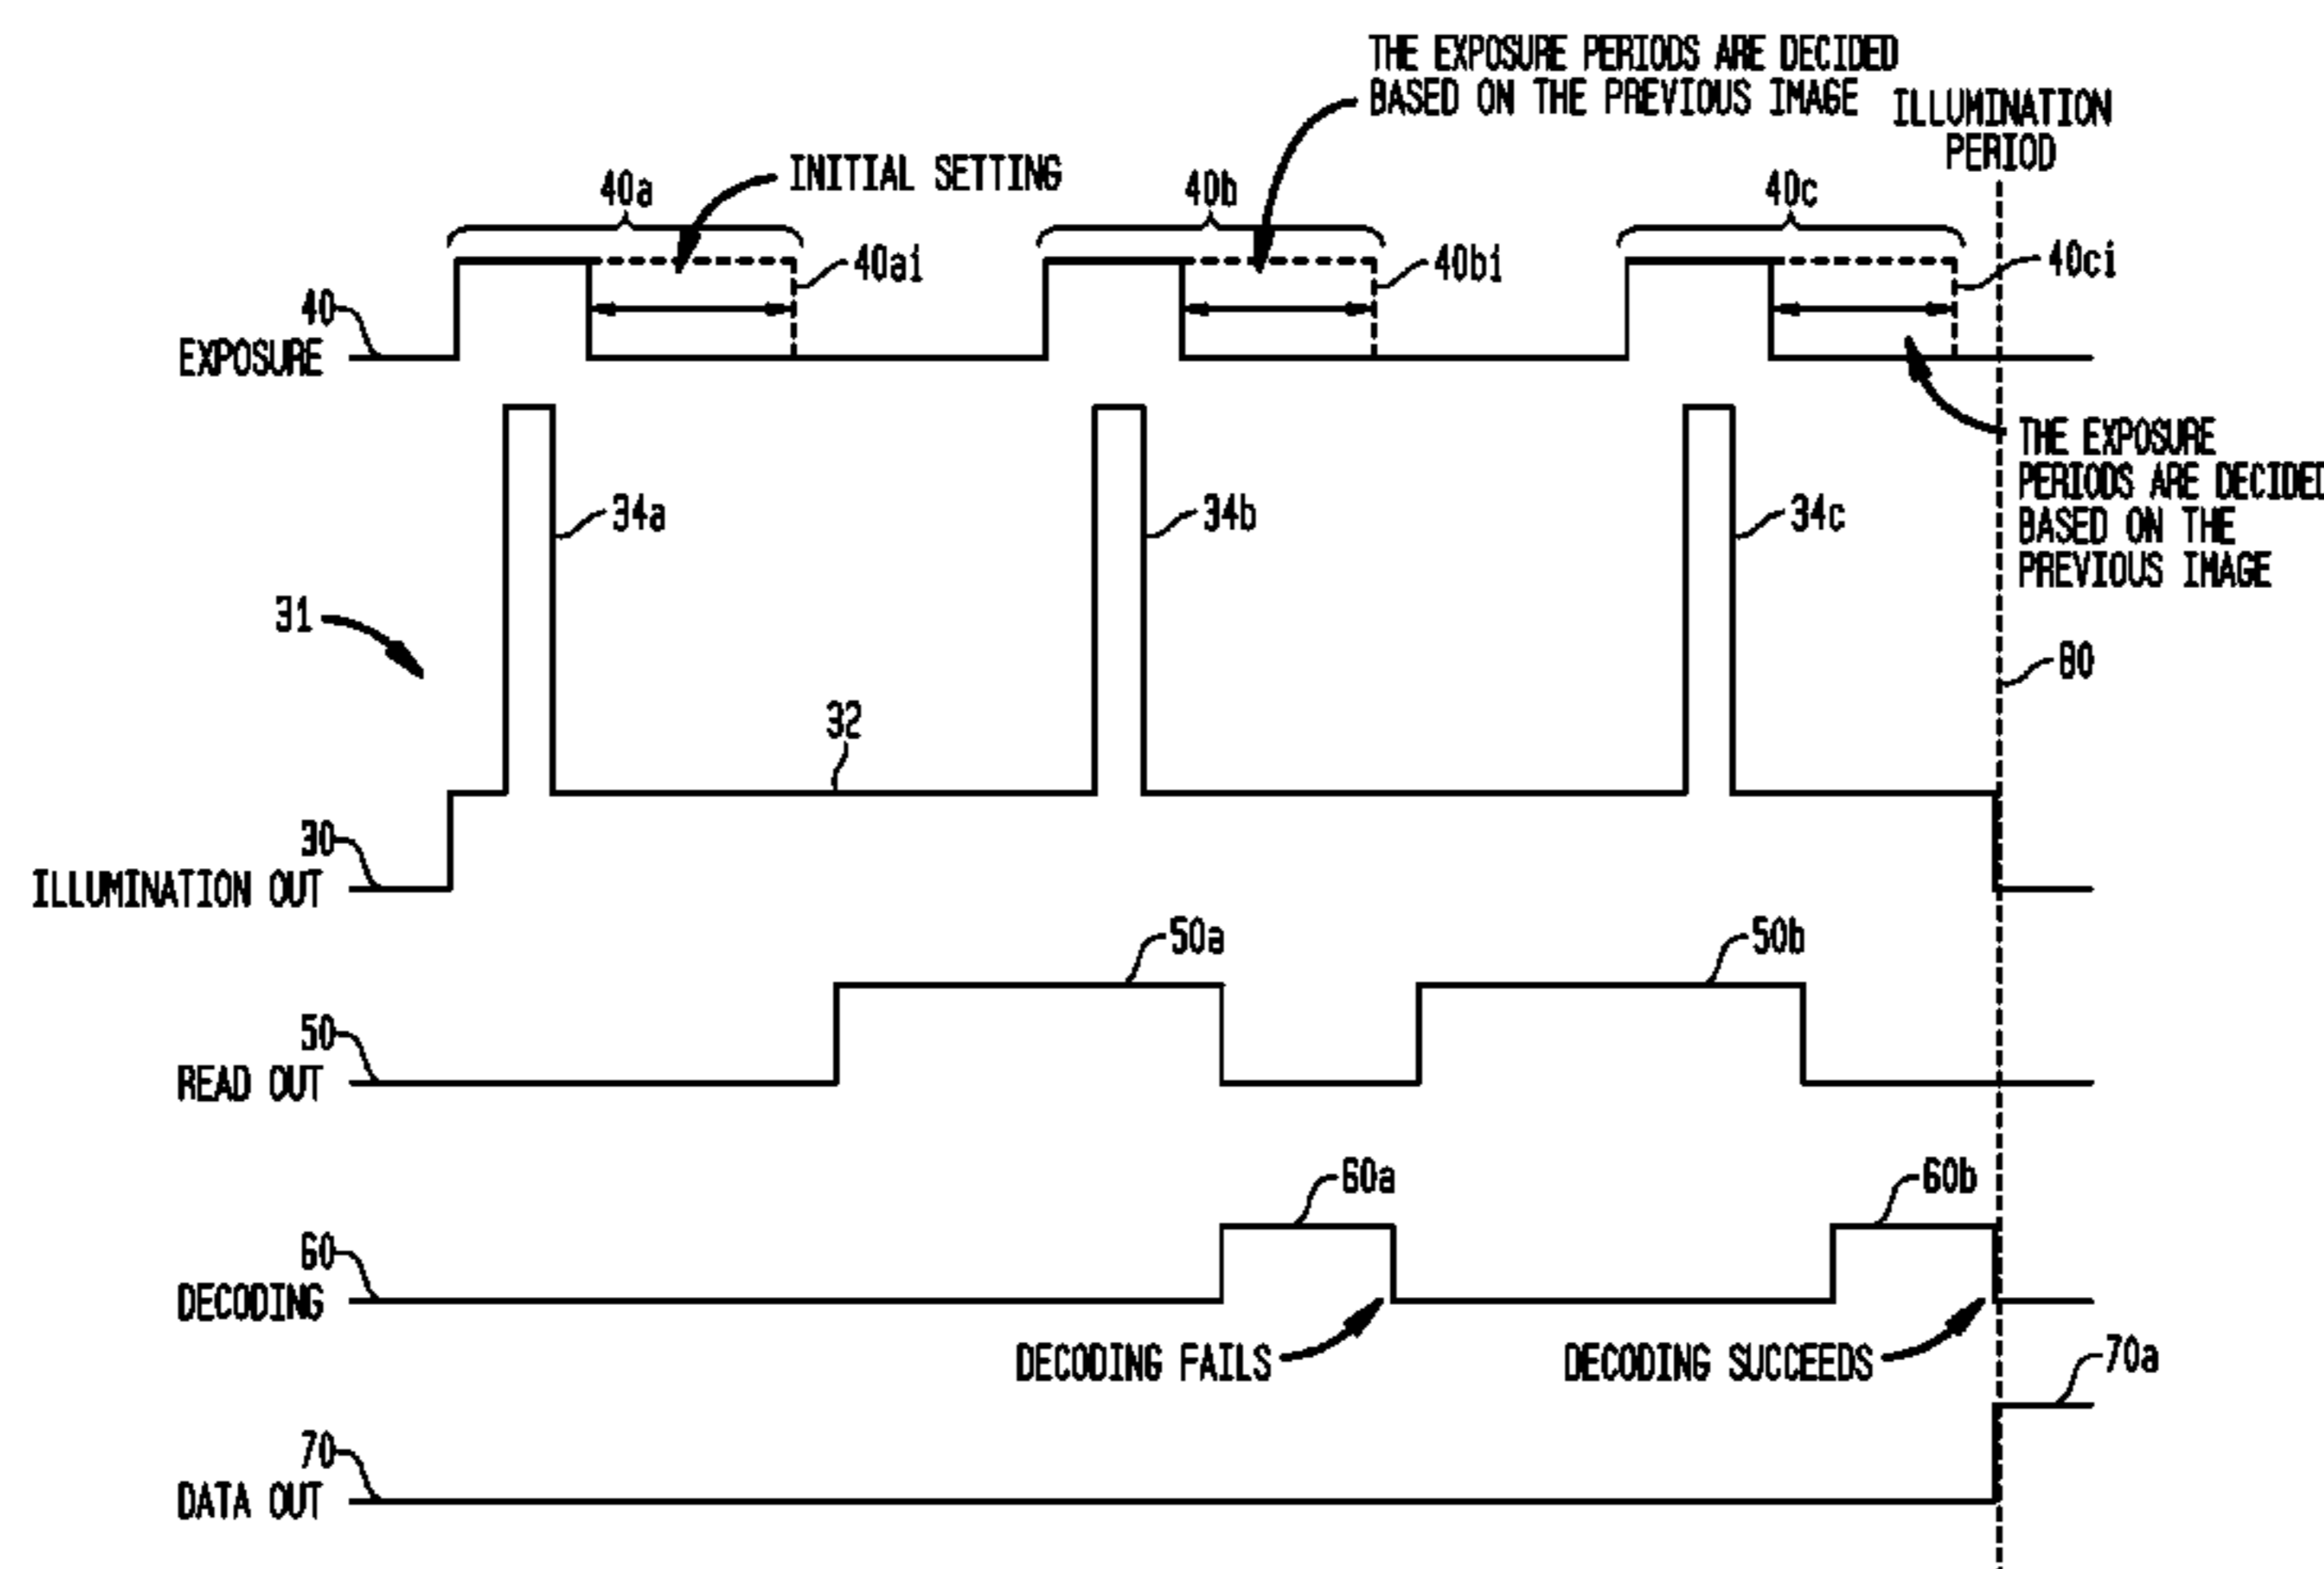 THE EXPOSURE PERIODS ARE DECIDED
BASED ON THE PREVIOUS IMAGE
ILLUMINATION
PERIOD
INITIAL SETTING
40a
40b
40c
40ai
40bi
40ci
40
EXPOSURE
THE EXPOSURE
PERIODS ARE DECIDED
BASED ON THE
PREVIOUS IMAGE
34a
34b
34c
31
80
32
30
ILLUMINATION OUT
50a
50b
50
READ OUT
60a
60b
60
DECODING
DECODING FAILS
DECODING SUCCEEDS
70a
70
DATA OUT